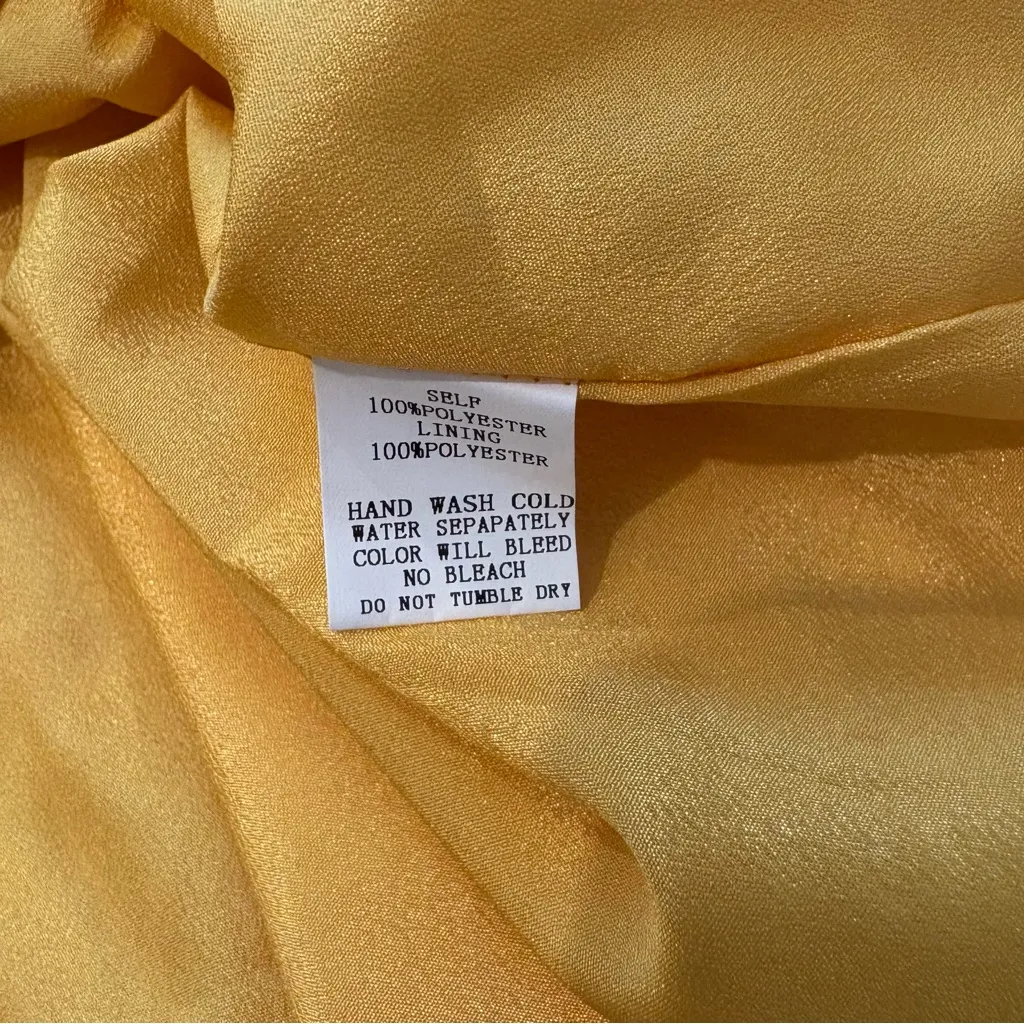 SELF
100%POLYESTER
LINING
100%POLYESTER
HAND WASH COLD
WATER SEPAPATELY
COLOR WILL BLEED
NO BLEACH
DO NOT TUMBLE DRY